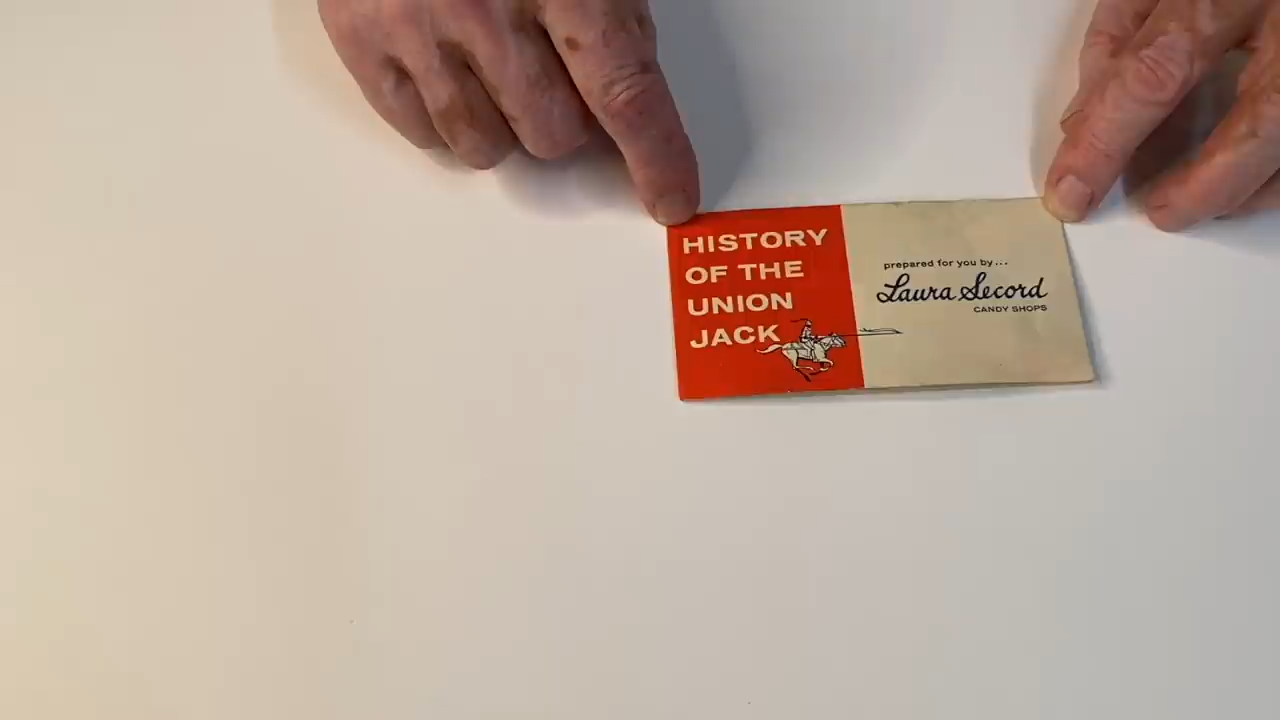 HISTORY
OF THE
UNION
JACK
prepared for you by...
Laura Secord
CANDY SHOPS